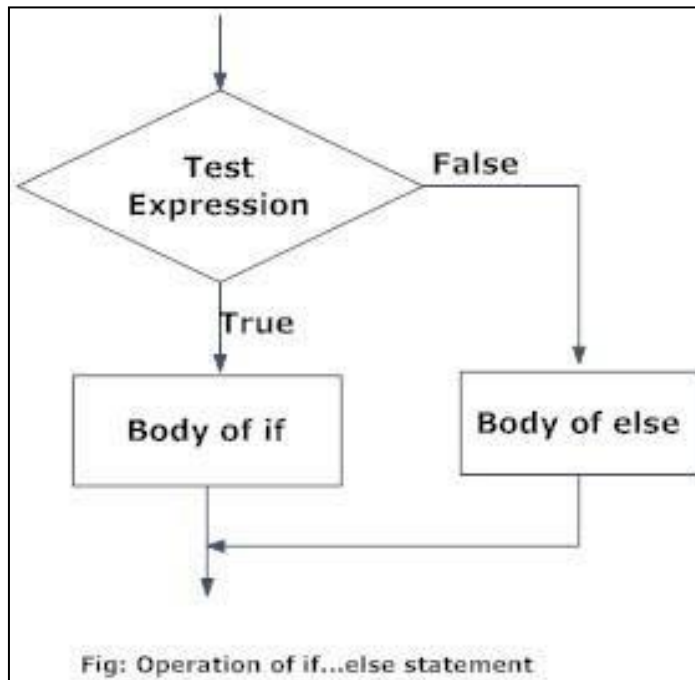 Test
Expression
False
True
Body of if
Body of else
Fig: Operation of if...else statement